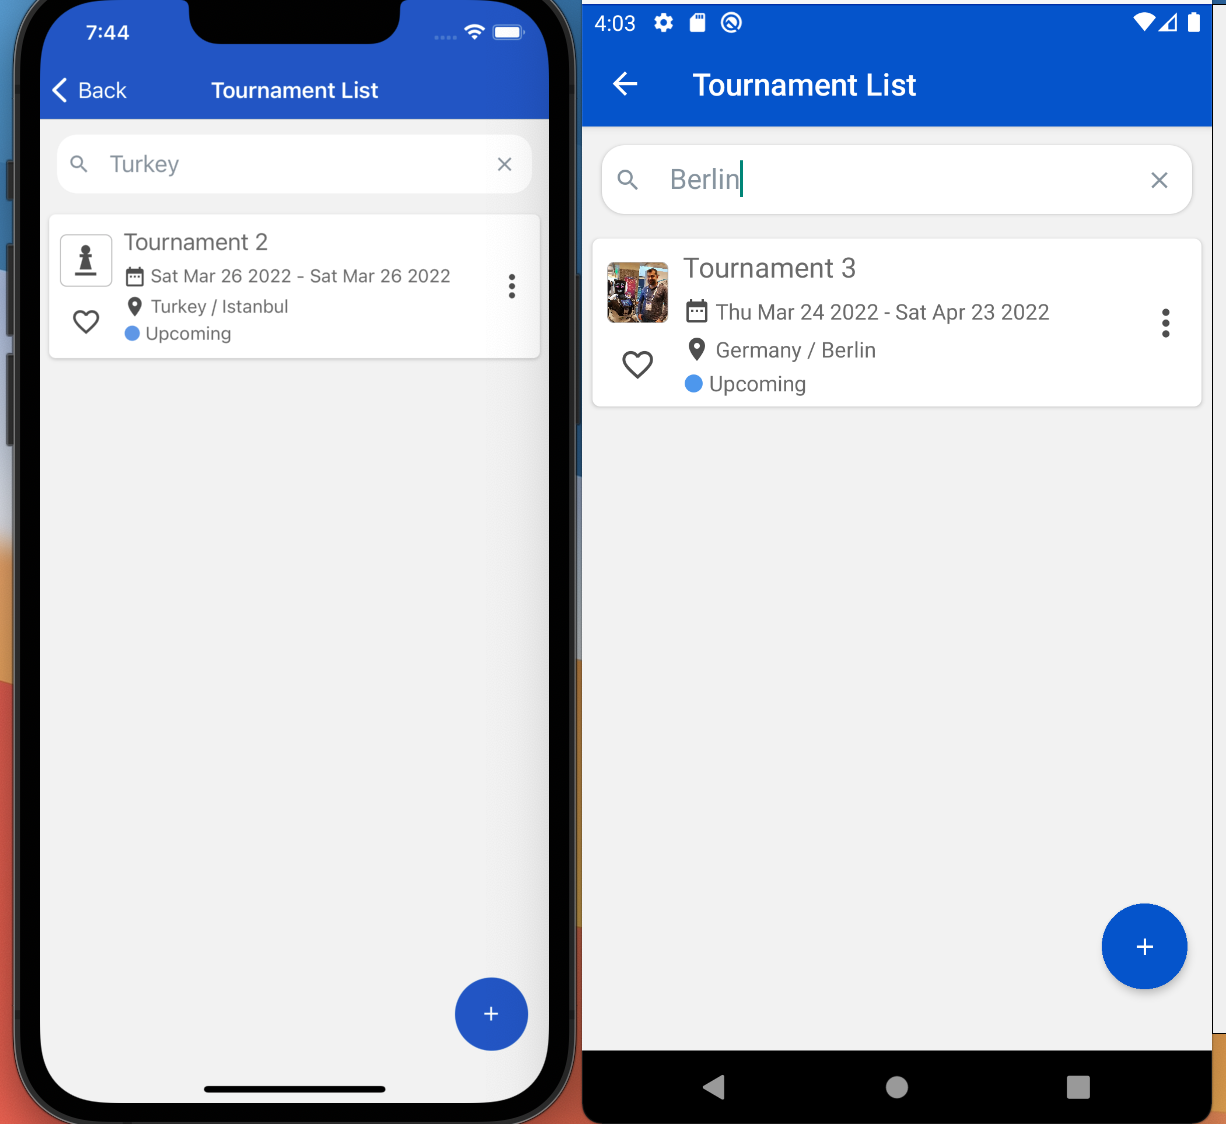 7:44
Back
Tournament List
Turkey
Tournament 2
Sat Mar 26 2022 - Sat Mar 26 2022
Turkey / Istanbul
Upcoming
+
4:03
Tournament List
Berlin
Tournament 3
Thu Mar 24 2022 - Sat Apr 23 2022
Germany / Berlin
Upcoming
+